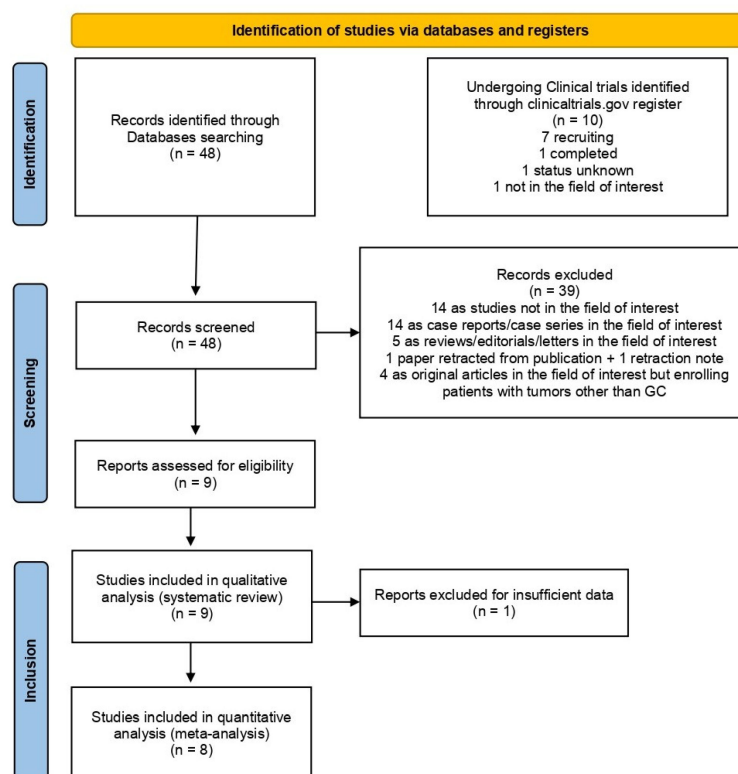 Identification of studies via databases and registers
Identification
Records identified through
Databases searching
(n = 48)
Undergoing Clinical trials identified
through clinicaltrials.gov register
(n = 10)
7 recruiting
1 completed
1 status unknown
1 not in the field of interest
Screening
Records screened
(n = 48)
Records excluded
(n = 39)
14 as studies not in the field of interest
14 as case reports/case series in the field of interest
5 as reviews/editorials/letters in the field of interest
1 paper retracted from publication + 1 retraction note
4 as original articles in the field of interest but enrolling
patients with tumors other than GC
Reports assessed for eligibility
(n = 9)
Inclusion
Studies included in qualitative
analysis (systematic review)
(n = 9)
Reports excluded for insufficient data
(n = 1)
Studies included in quantitative
analysis (meta-analysis)
(n = 8)